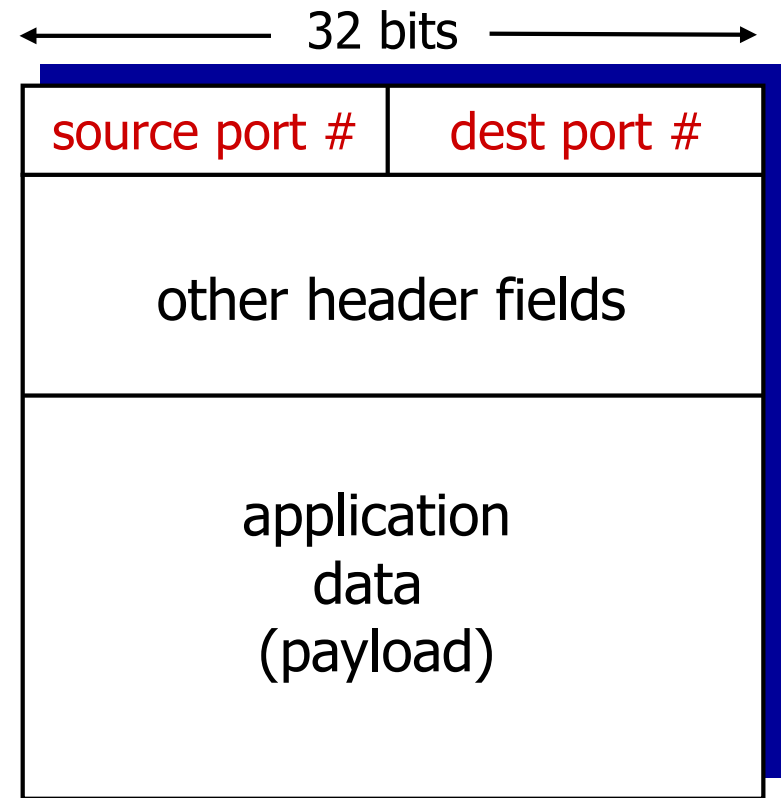 32 bits
source port # dest port #
other header fields
application
data
(payload)